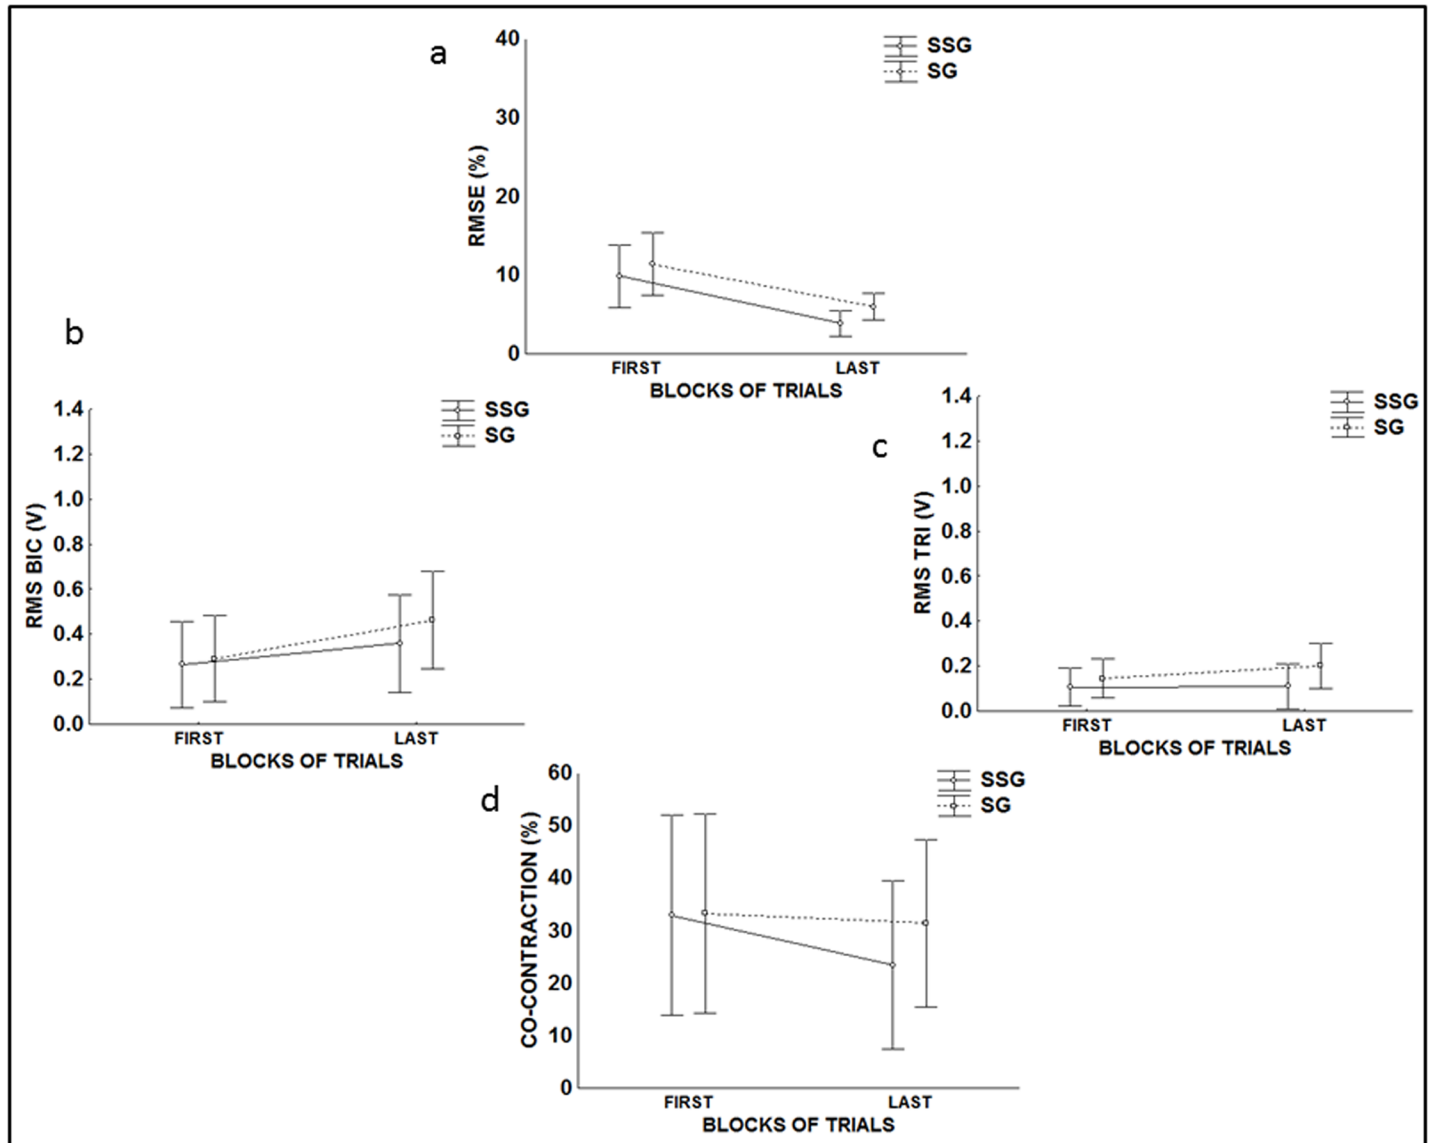 a
40
30
20
10
0
RMSE (%)
SSG
SG
FIRST LAST
BLOCKS OF TRIALS
b
1.4
1.2
1.0
0.8
0.6
0.4
0.2
0.0
RMS BIC (V)
SSG
SG
FIRST LAST
BLOCKS OF TRIALS
c
1.4
1.2
1.0
0.8
0.6
0.4
0.2
0.0
RMS TRI (V)
SSG
SG
FIRST LAST
BLOCKS OF TRIALS
d
60
50
40
30
20
10
0
CO-CONTRACTION (%)
SSG
SG
FIRST LAST
BLOCKS OF TRIALS